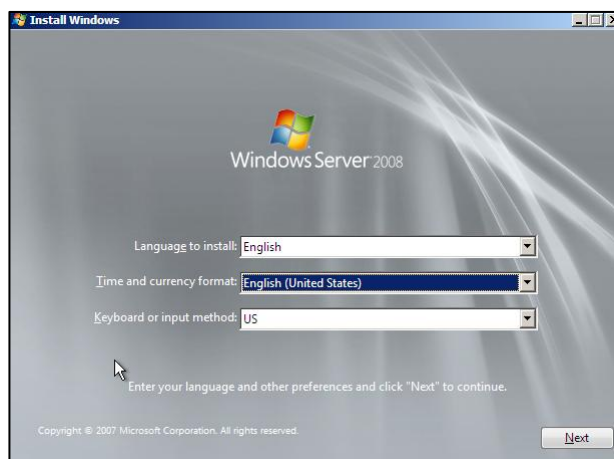 Install Windows
Windows Server 2008
Language to install: English
Time and currency format: English (United States)
Keyboard or input method: US
Enter your language and other preferences and click "Next" to continue.
Copyright © 2007 Microsoft Corporation. All rights reserved.
Next